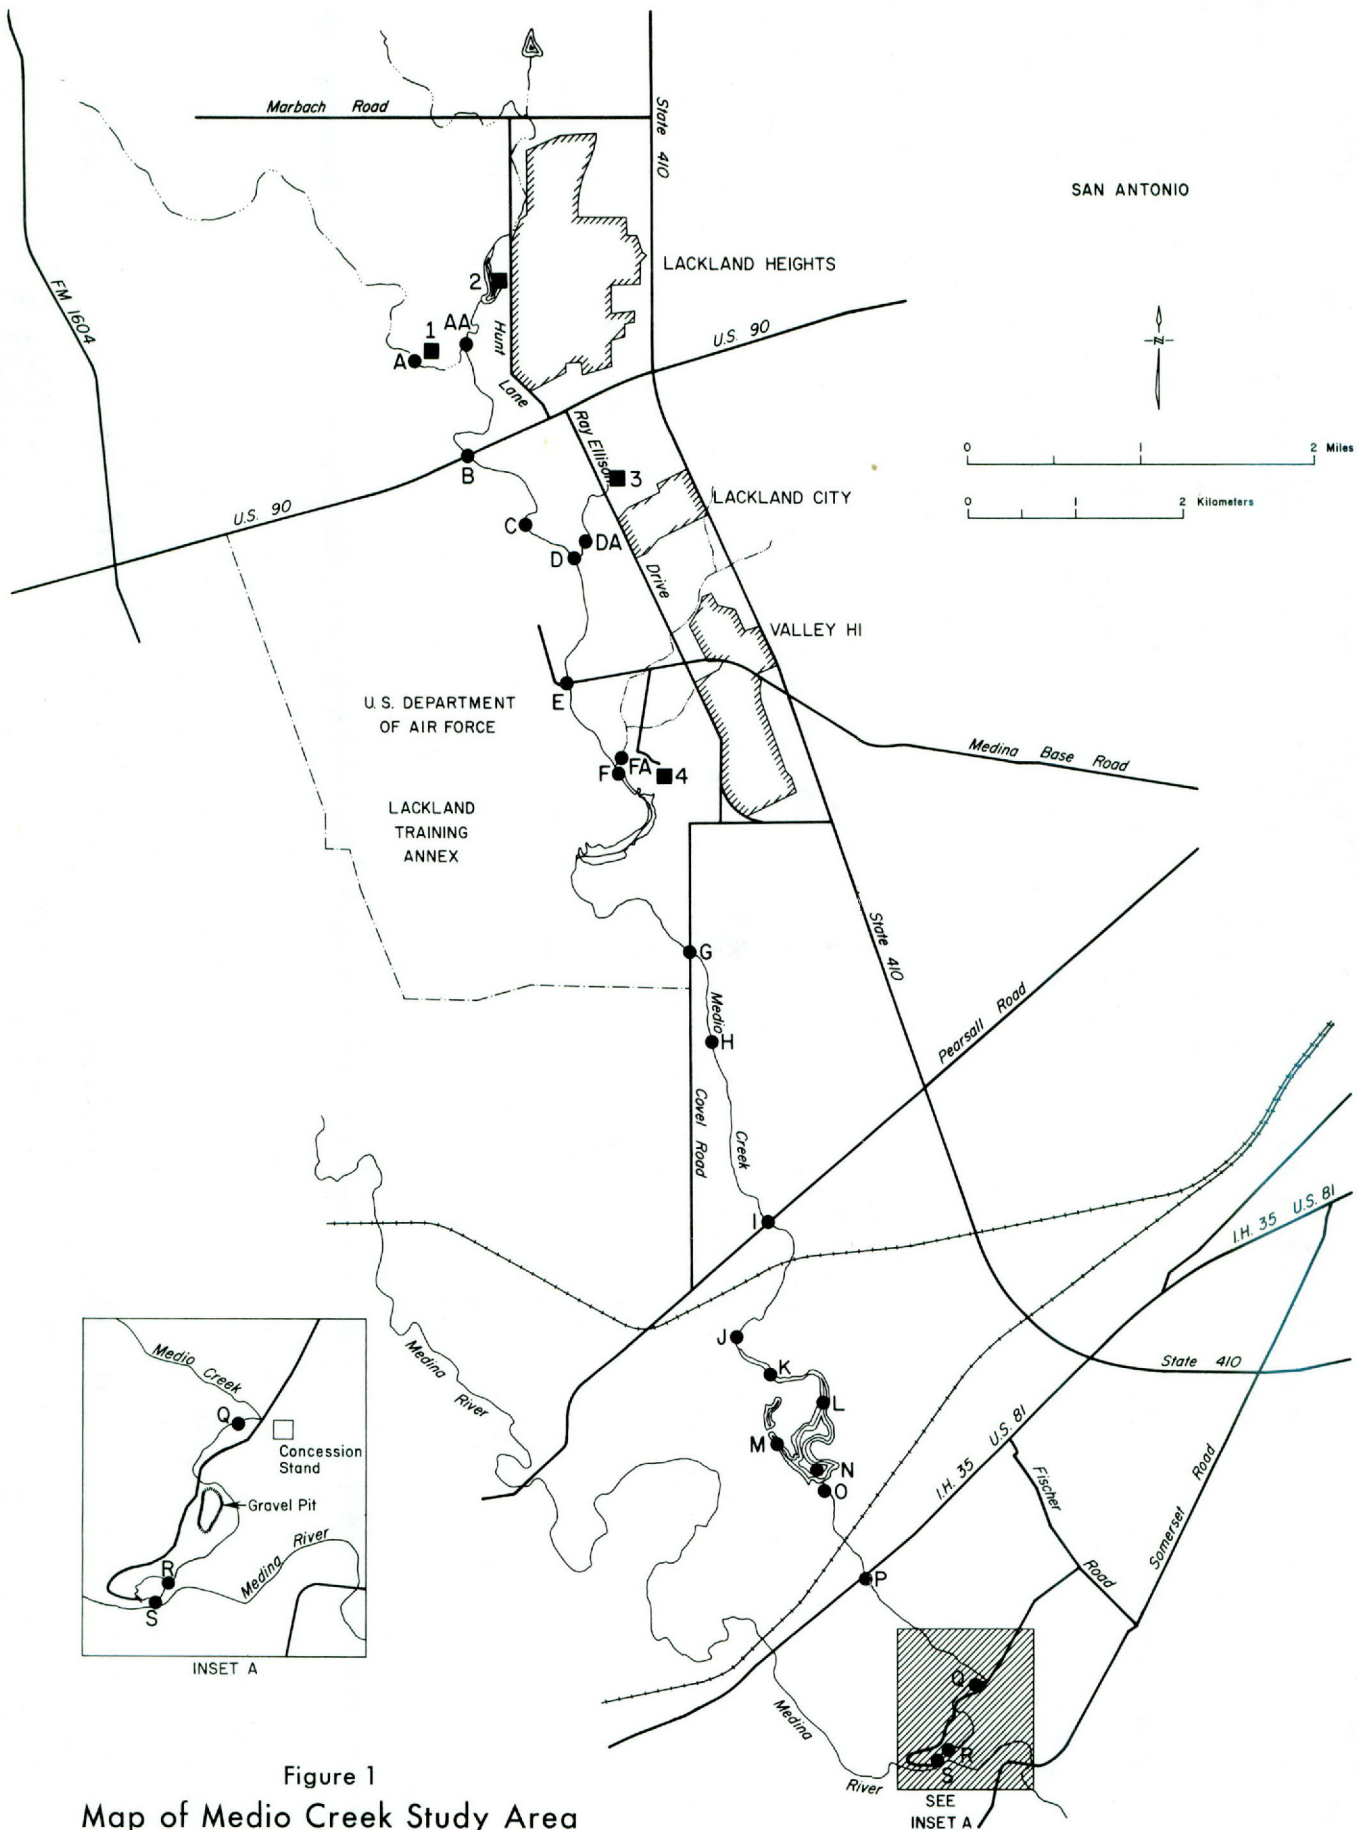 Marbach Road
State 410
SAN ANTONIO
LACKLAND HEIGHTS
FM 1604
2
Hunt
Lane
1
AA
A
U.S. 90
N
Ray Ellison
Drive
B
3
0 1 2 Miles
LACKLAND CITY
0 1 2 Kilometers
U.S. 90
C
DA
D
VALLEY HI
E
U.S. DEPARTMENT
OF AIR FORCE
Medina Base Road
FA
F
4
LACKLAND
TRAINING
ANNEX
State 410
G
Medio
Creek
H
Pearsall Road
Covel Road
I
I.H. 35 U.S. 81
J
Medina
River
K
State 410
L
M
N
O
I.H. 35 U.S. 81
Fischer
Road
Somerset Road
P
Medio Creek
Q
Concession
Stand
Gravel Pit
R
Medina River
S
INSET A
Q
Medina
River
R
S
SEE
INSET A
Figure 1
Map of Medio Creek Study Area